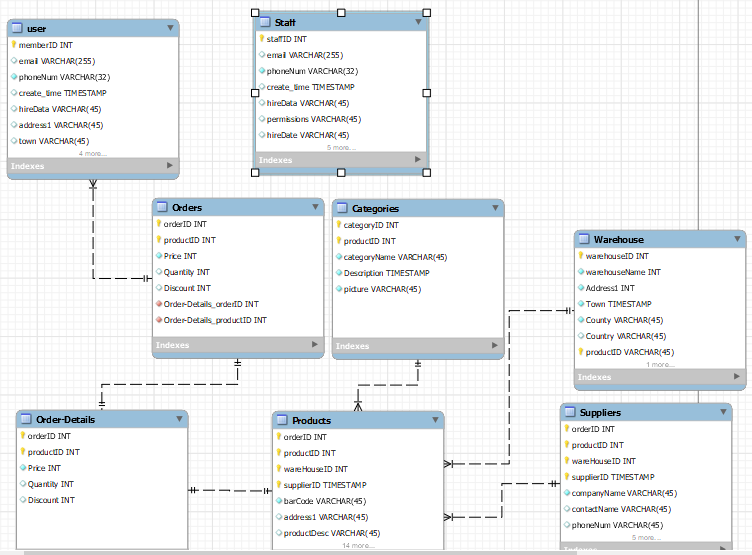 user
memberID INT
email VARCHAR(255)
phoneNum VARCHAR(32)
create_time TIMESTAMP
hireData VARCHAR(45)
address1 VARCHAR(45)
town VARCHAR(45)
4 more...
Indexes
Staff
staffID INT
email VARCHAR(255)
phoneNum VARCHAR(32)
create_time TIMESTAMP
hireData VARCHAR(45)
permissions VARCHAR(45)
hireDate VARCHAR(45)
5 more...
Indexes
Orders
orderID INT
productID INT
Price INT
Quantity INT
Discount INT
Order-Details_orderID INT
Order-Details_productID INT
Indexes
Categories
categoryID INT
productID INT
categoryName VARCHAR(45)
Description TIMESTAMP
picture VARCHAR(45)
Indexes
Warehouse
warehouseID INT
warehouseName INT
Address1 INT
Town TIMESTAMP
County VARCHAR(45)
Country VARCHAR(45)
productID VARCHAR(45)
1 more...
Indexes
Order-Details
orderID INT
productID INT
Price INT
Quantity INT
Discount INT
Products
orderID INT
productID INT
wareHouseID INT
supplierID TIMESTAMP
barCode VARCHAR(45)
address1 VARCHAR(45)
productDesc VARCHAR(45)
14 more...
Suppliers
orderID INT
productID INT
wareHouseID INT
supplierID TIMESTAMP
companyName VARCHAR(45)
contactName VARCHAR(45)
phoneNum VARCHAR(45)
5 more...